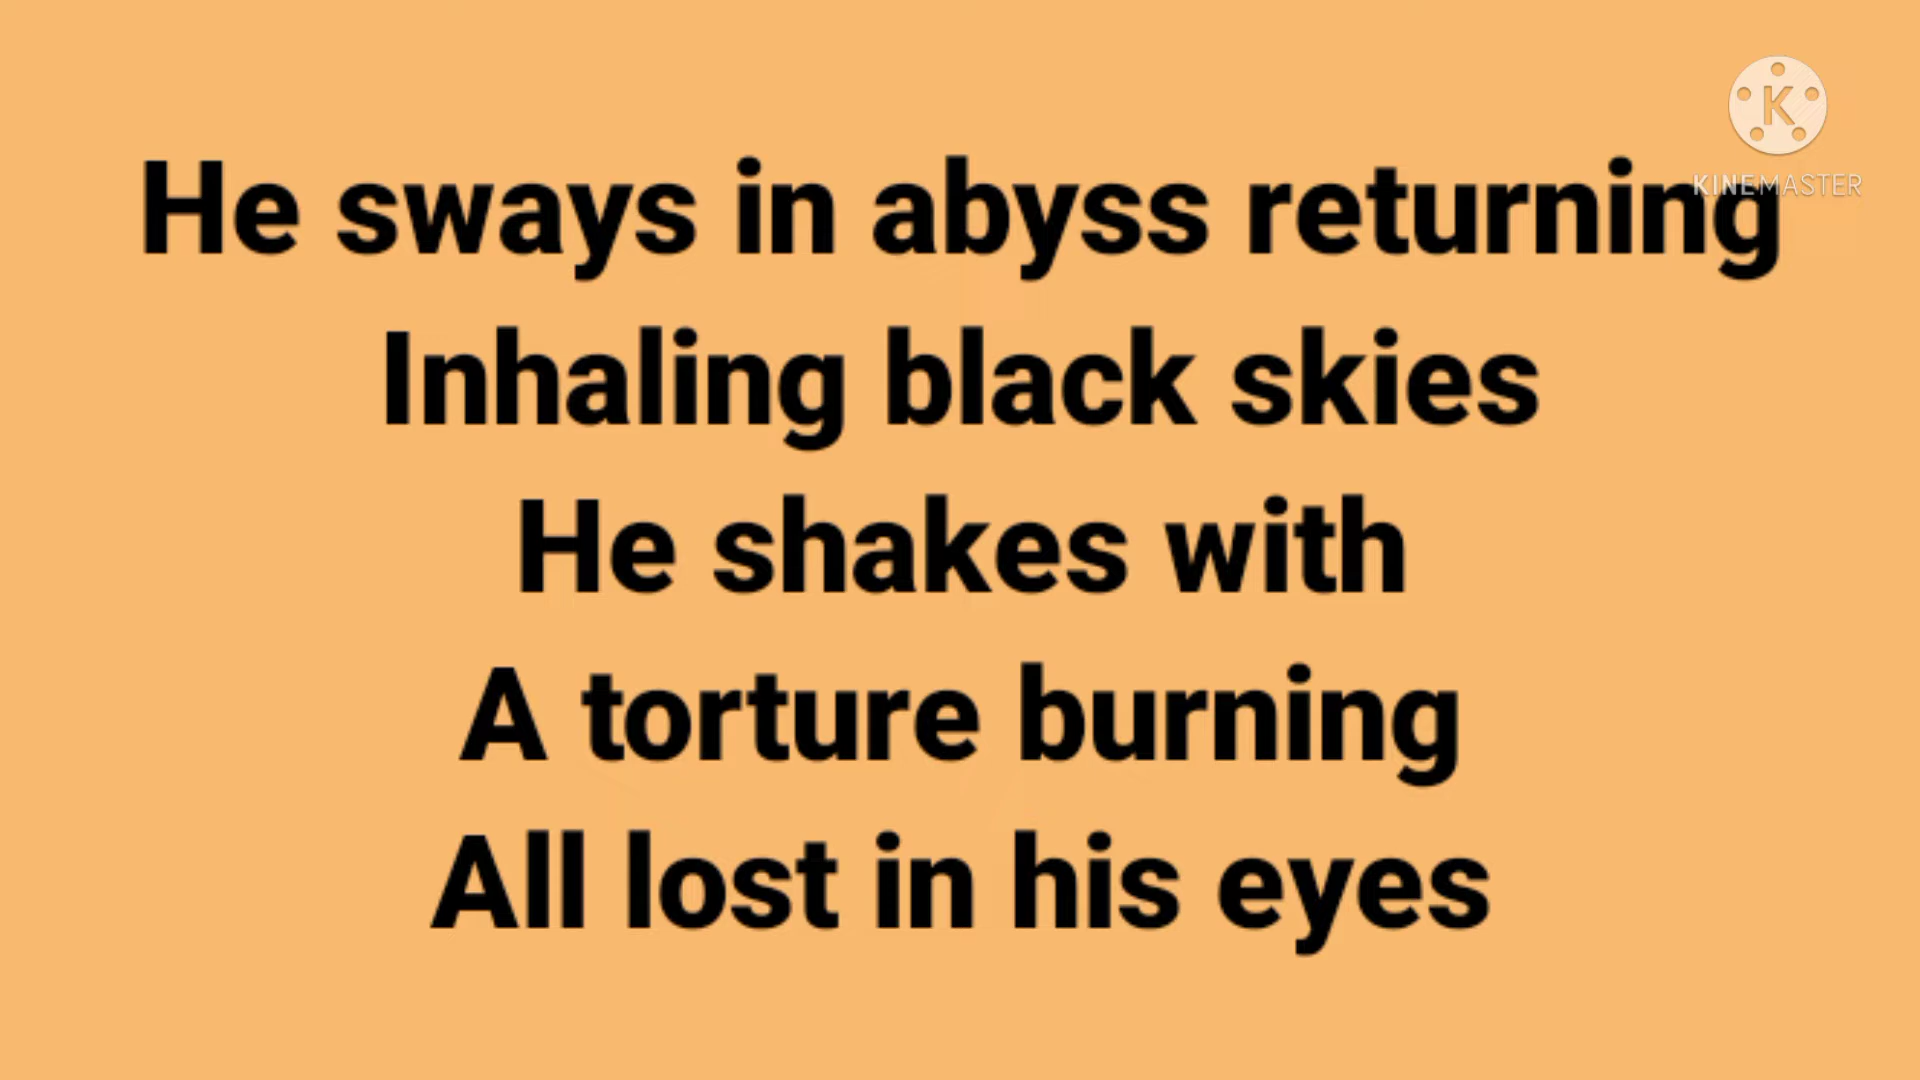 K
KINEMASTER
He sways in abyss returning
Inhaling black skies
He shakes with
A torture burning
All lost in his eyes